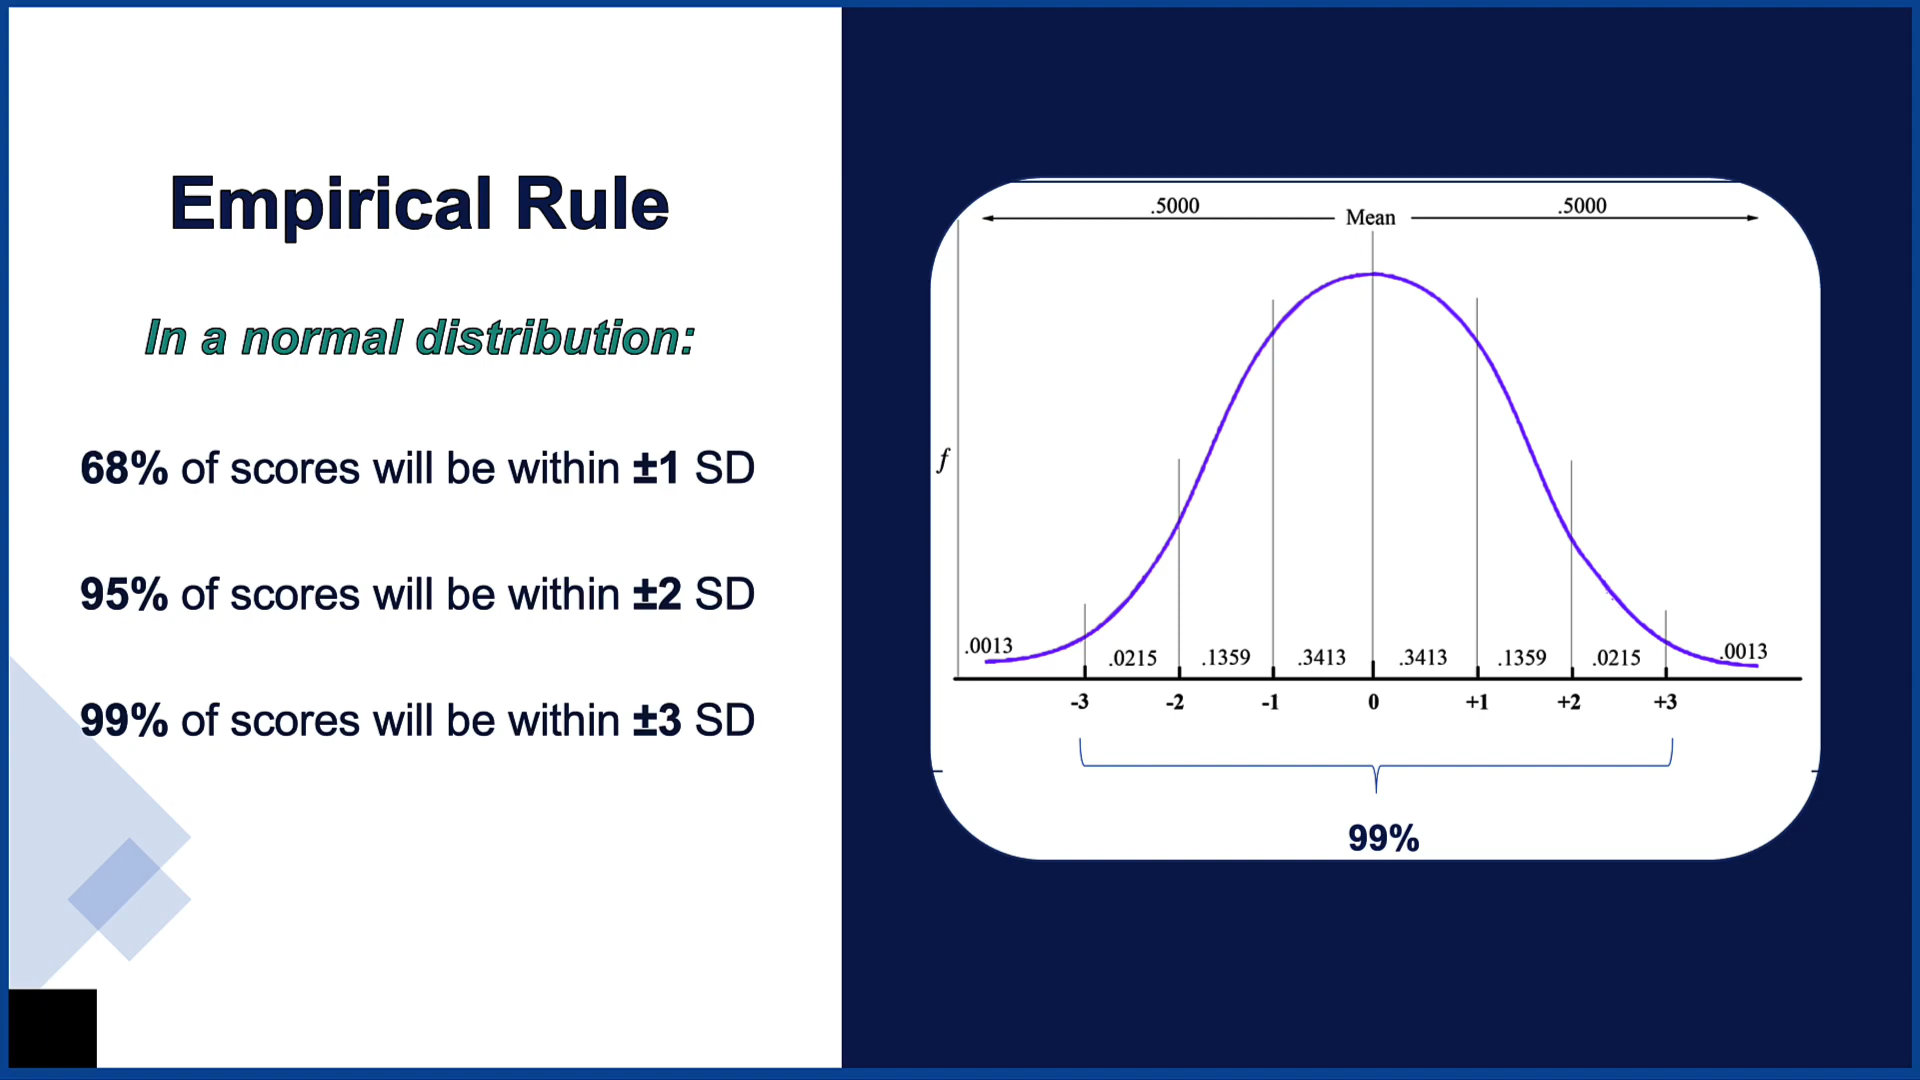 Empirical Rule
In a normal distribution:
68% of scores will be within ±1 SD
95% of scores will be within ±2 SD
99% of scores will be within ±3 SD
.5000 Mean .5000
f
.0013 .0215 .1359 .3413 .3413 .1359 .0215 .0013
-3 -2 -1 0 +1 +2 +3
99%